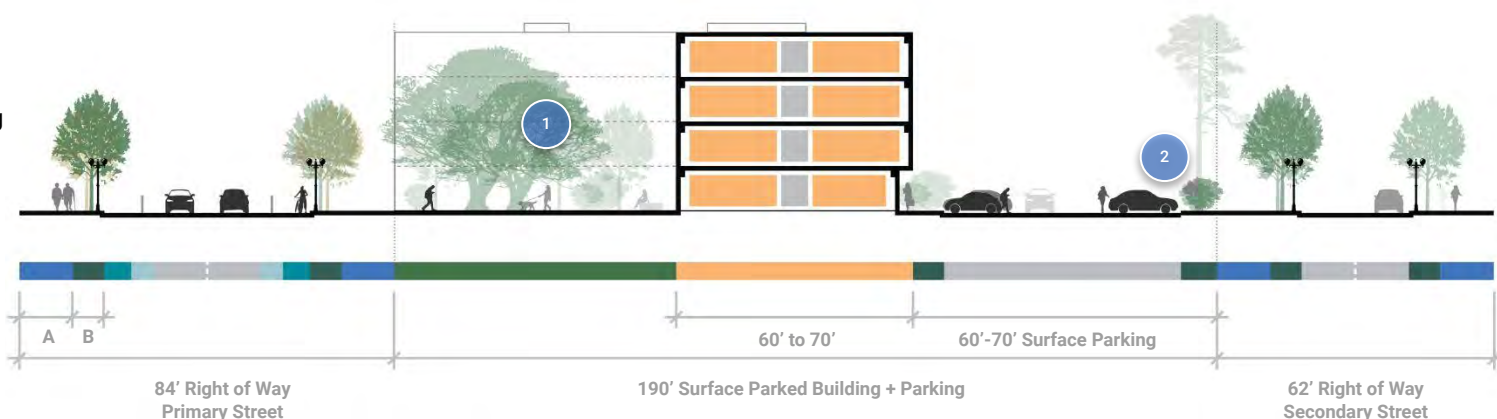 g
1
2
A
B
60' to 70'
60'-70' Surface Parking
84' Right of Way
Primary Street
190' Surface Parked Building + Parking
62' Right of Way
Secondary Street